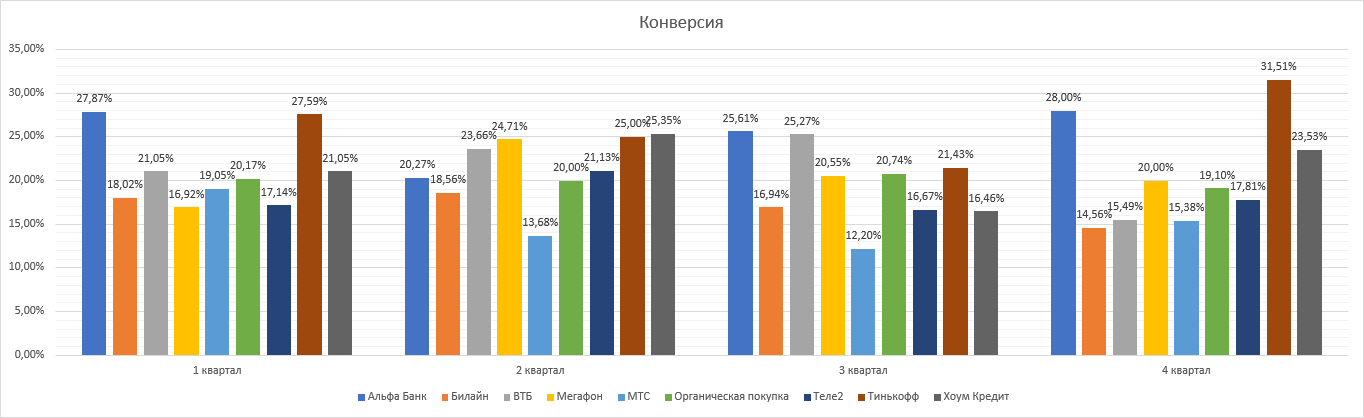 Конверсия
35,00%
30,00%
25,00%
20,00%
15,00%
10,00%
5,00%
0,00%
27,87% 18,02% 21,05% 16,92% 19,05% 20,17% 17,14% 27,59% 21,05%
20,27% 18,56% 23,66% 24,71% 13,68% 20,00% 21,13% 25,00% 25,35%
25,61% 16,94% 25,27% 20,55% 12,20% 20,74% 16,67% 21,43% 16,46%
28,00% 14,56% 15,49% 20,00% 15,38% 19,10% 17,81% 31,51% 23,53%
1 квартал 2 квартал 3 квартал 4 квартал
Альфа Банк Билайн ВТБ Мегафон МТС Органическая покупка Теле2 Тинькофф Хоум Кредит